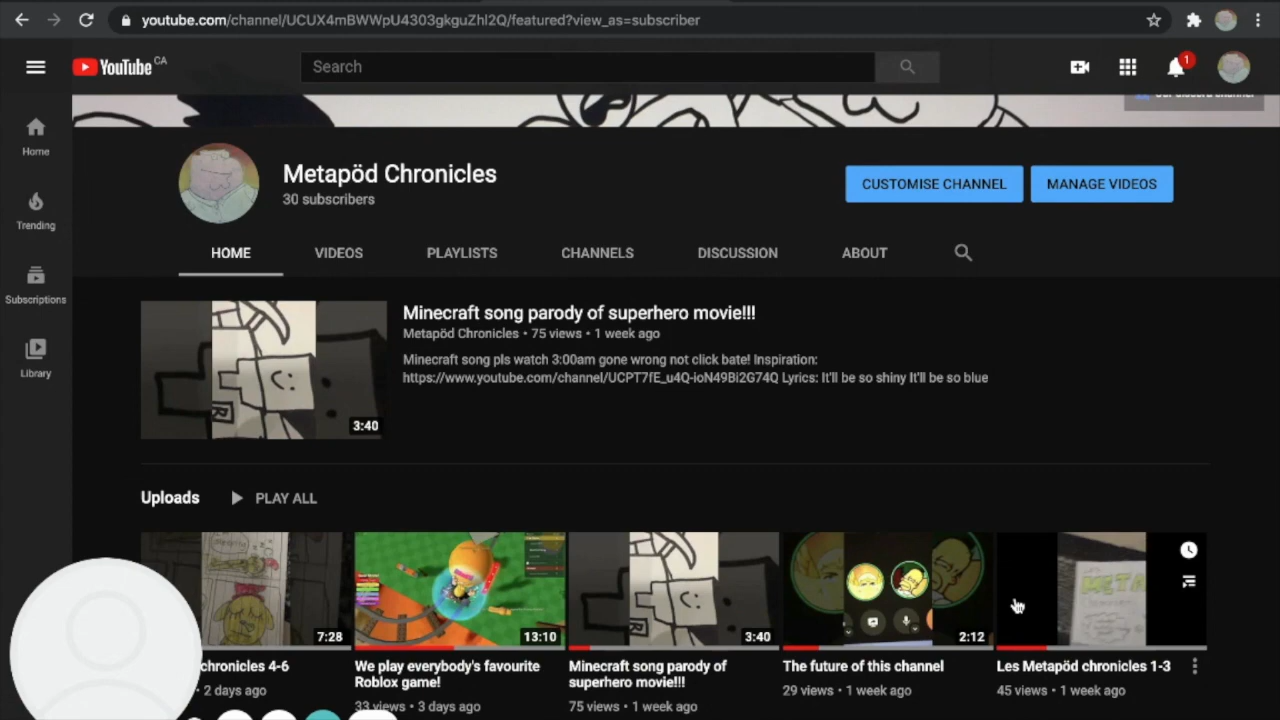 youtube.com/channel/UCUX4mBWWpU4303gkguZhl2Q/featured?view_as=subscriber
YouTube CA
Search
1
Home
Trending
Subscriptions
Library
Metapöd Chronicles
30 subscribers
CUSTOMISE CHANNEL
MANAGE VIDEOS
HOME
VIDEOS
PLAYLISTS
CHANNELS
DISCUSSION
ABOUT
Minecraft song parody of superhero movie!!!
Metapöd Chronicles • 75 views • 1 week ago
Minecraft song pls watch 3:00am gone wrong not click bate! Inspiration:
https://www.youtube.com/channel/UCPT7fE_u4Q-ioN49Bi2G74Q Lyrics: It'll be so shiny It'll be so blue
3:40
Uploads
PLAY ALL
7:28
13:10
3:40
2:12
chronicles 4-6
• 2 days ago
We play everybody's favourite
Roblox game!
33 views • 3 days ago
Minecraft song parody of
superhero movie!!!
75 views • 1 week ago
The future of this channel
29 views • 1 week ago
Les Metapöd chronicles 1-3
45 views • 1 week ago